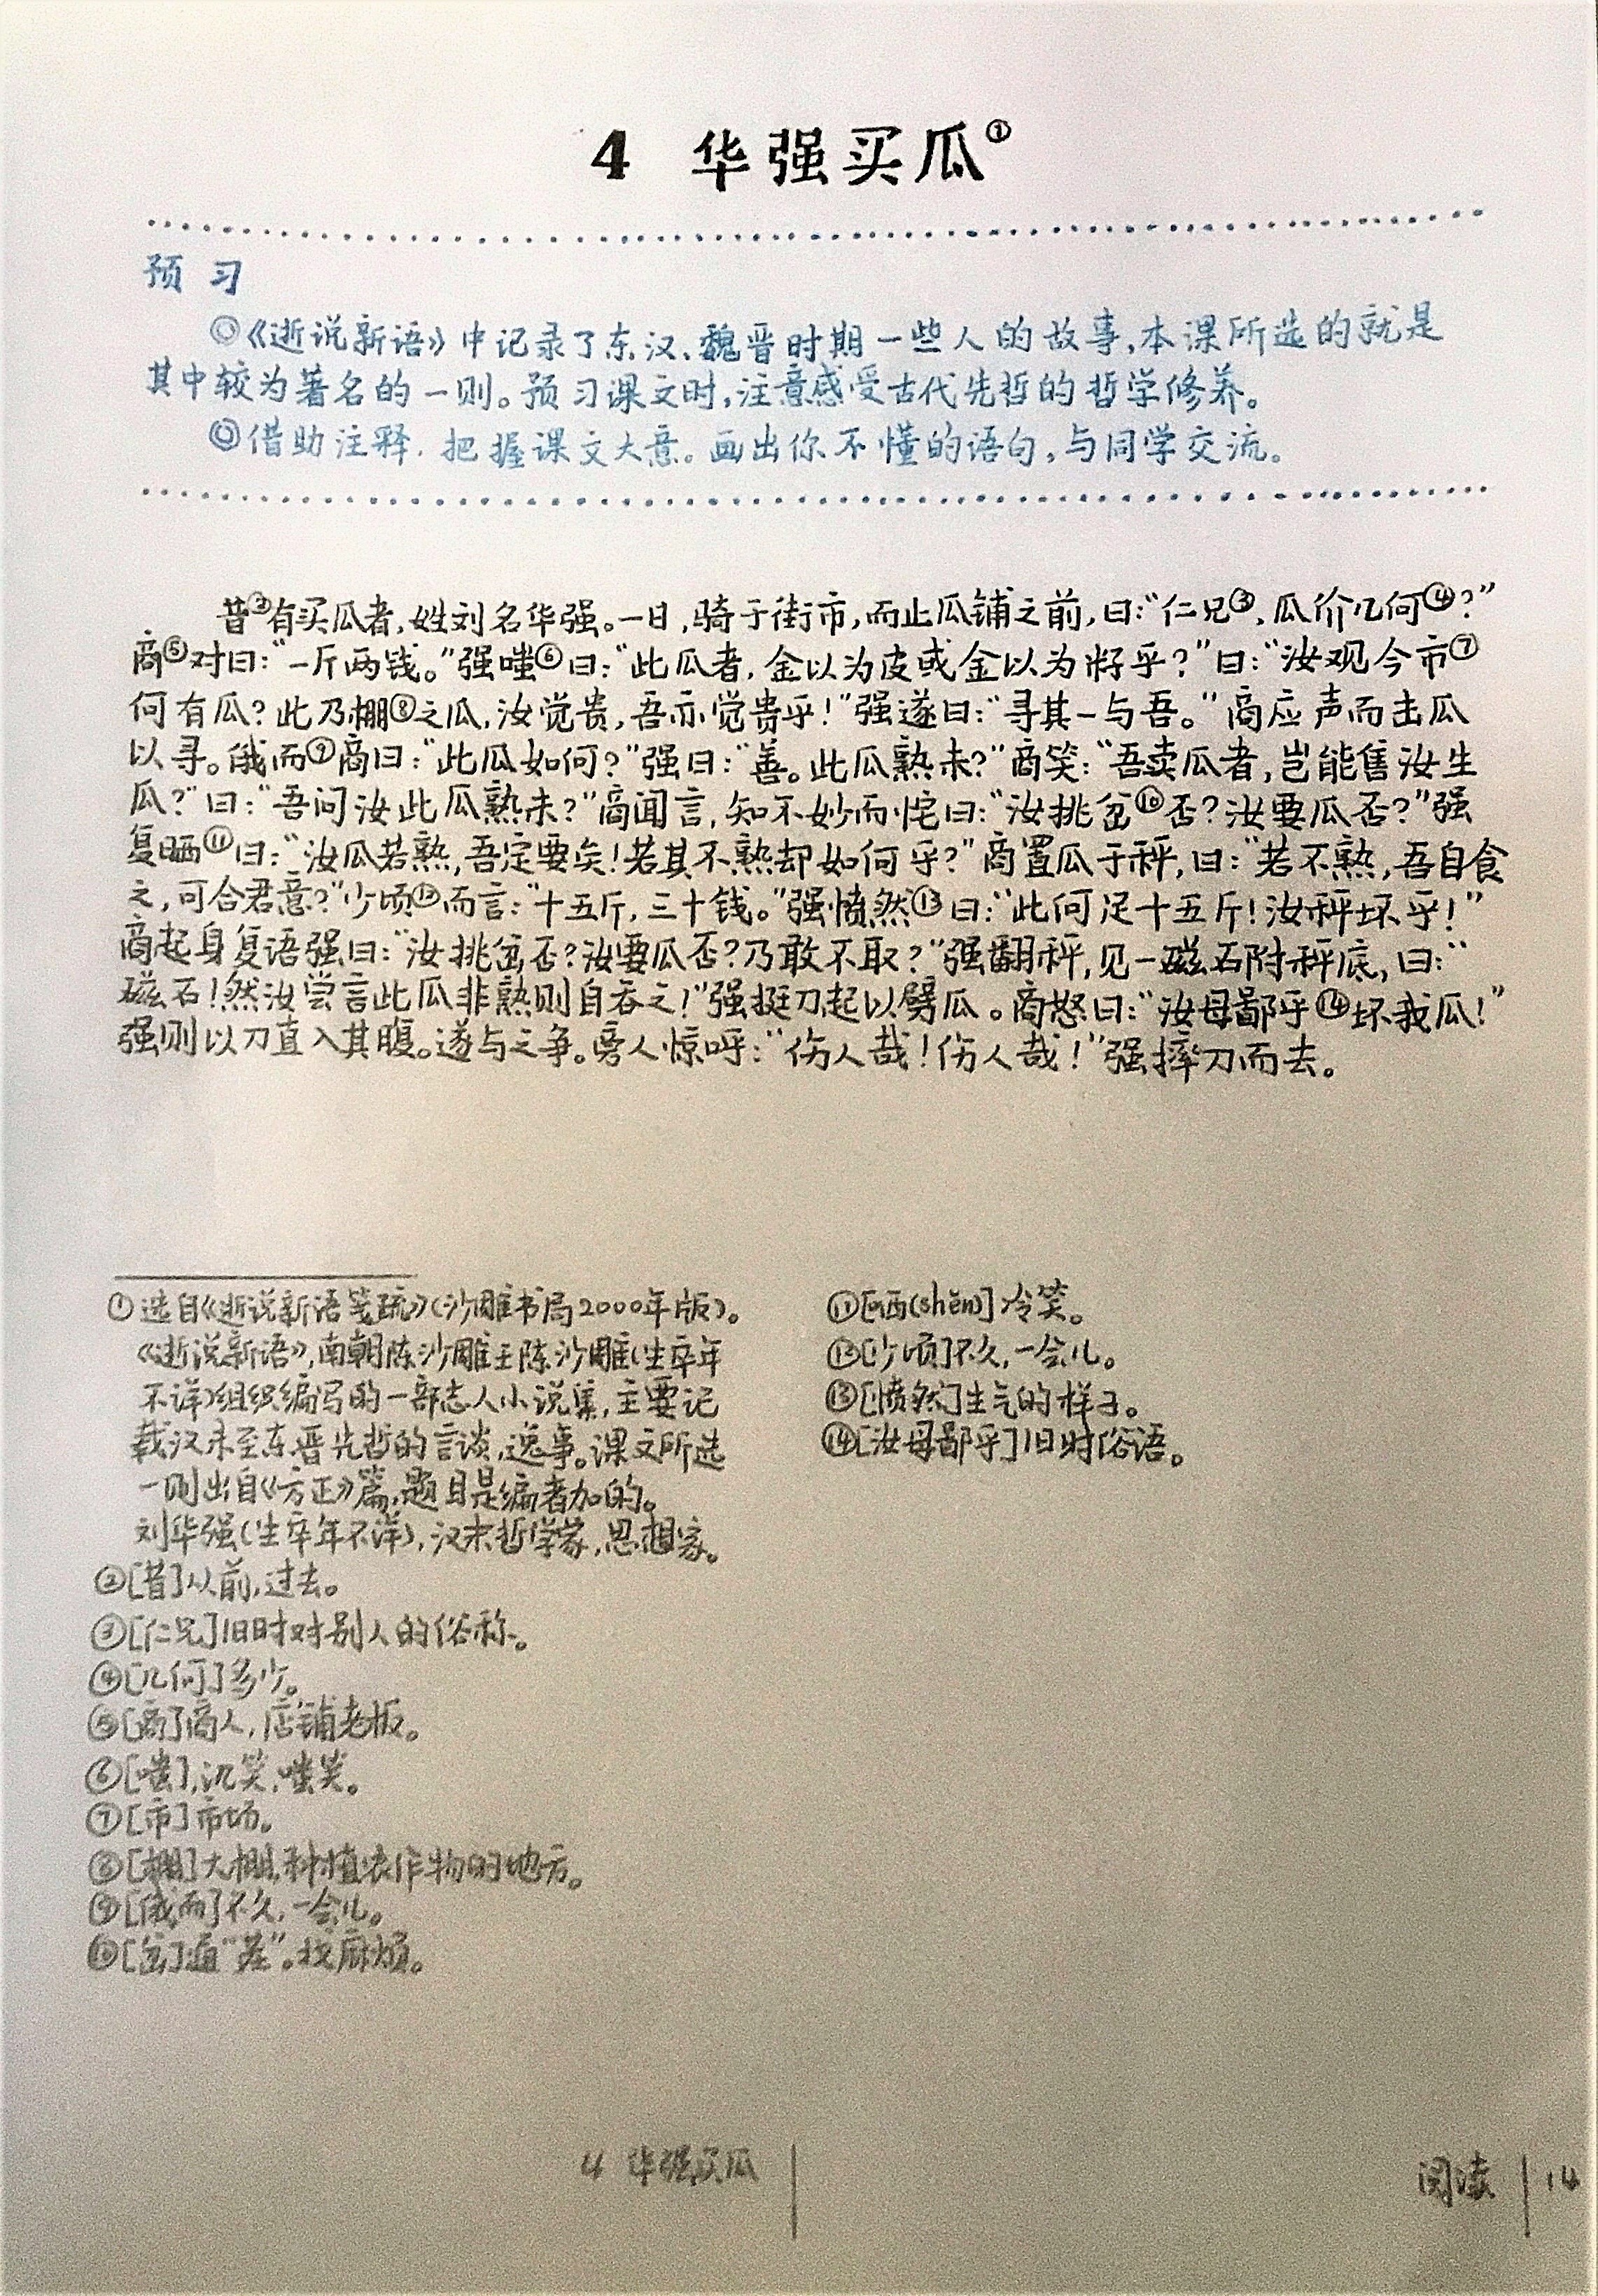 4 华强买瓜①
预习
◎《逝说新语》中记录了东汉、魏晋时期一些人的故事,本课所选的就是
其中较为著名的一则。预习课文时,注意感受古代先哲的哲学修养。
◎借助注释,把握课文大意。画出你不懂的语句,与同学交流。
昔②有买瓜者,姓刘名华强。一日,骑于街市,而止瓜铺之前,曰:“仁兄③,瓜价几何④?”
商⑤对曰:“一斤两钱。”强嗤⑥曰:“此瓜者,金以为皮或金以为籽乎?”曰:“汝观今市⑦
何有瓜?此乃棚⑧之瓜,汝觉贵,吾亦觉贵乎!”强遂曰:“寻其一与吾。”商应声而击瓜
以寻。俄而⑨商曰:“此瓜如何?”强曰:“善。此瓜熟未?”商笑:“吾卖瓜者,岂能售汝生
瓜?”曰:“吾问汝此瓜熟未?”商闻言,知不妙而诧曰:“汝挑岔⑩否?汝要瓜否?”强
复哂⑪曰:“汝瓜若熟,吾定要矣!若其不熟却如何乎?”商置瓜于秤,曰:“若不熟,吾自食
之,可合君意?”少顷⑫而言:“十五斤,三十钱。”强愤然⑬曰:“此何足十五斤!汝秤坏乎!”
商起身复语强曰:“汝挑岔否?汝要瓜否?乃敢不取?”强翻秤,见一磁石附秤底,曰:“
磁石!然汝尝言此瓜非熟则自吞之!”强挺刀起以劈瓜。商怒曰:“汝母鄙乎⑭坏我瓜!”
强则以刀直入其腹。遂与之争。旁人惊呼:“伤人哉!伤人哉!”强摔刀而去。
①选自《逝说新语笺疏》(沙雕书局2000年版)。
《逝说新语》,南朝陈沙雕王陈沙雕(生卒年
不详)组织编写的一部志人小说集,主要记
载汉末至东晋先哲的言谈,逸事。课文所选
一则出自《方正》篇,题目是编者加的。
刘华强(生卒年不详),汉末哲学家,思想家。
②[昔]以前,过去。
③[仁兄]旧时对别人的俗称。
④[几何]多少。
⑤[商]商人,店铺老板。
⑥[嗤],讥笑,嗤笑。
⑦[市]市场。
⑧[棚]大棚,种植农作物的地方。
⑨[俄而]不久,一会儿。
⑩[岔]通“茬”。找麻烦。
⑪[哂(shěn)]冷笑。
⑫[少顷]不久,一会儿。
⑬[愤然]生气的样子。
⑭[汝母鄙乎]旧时俗语。
4 华强买瓜
阅读 14